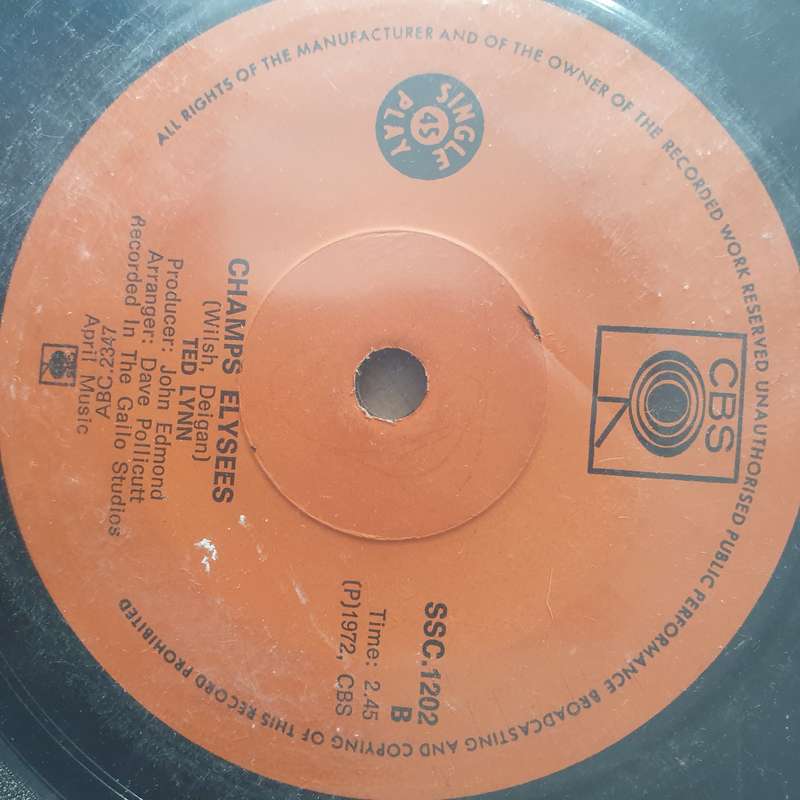 ALL RIGHTS OF THE MANUFACTURER AND OF THE OWNER OF THE RECORDED WORK RESERVED UNAUTHORISED PUBLIC PERFORMANCE BROADCASTING AND COPYING OF THIS RECORD PROHIBITED
CBS
SINGLE
45
PLAY
SSC.1202
B
Time: 2.45
(P)1972, CBS
CHAMPS ELYSEES
(Wilsh, Deigan)
TED LYNN
Producer: John Edmond
Arranger: Dave Pollicutt
Recorded In The Gallo Studios
ABC.2347
April Music
CBS